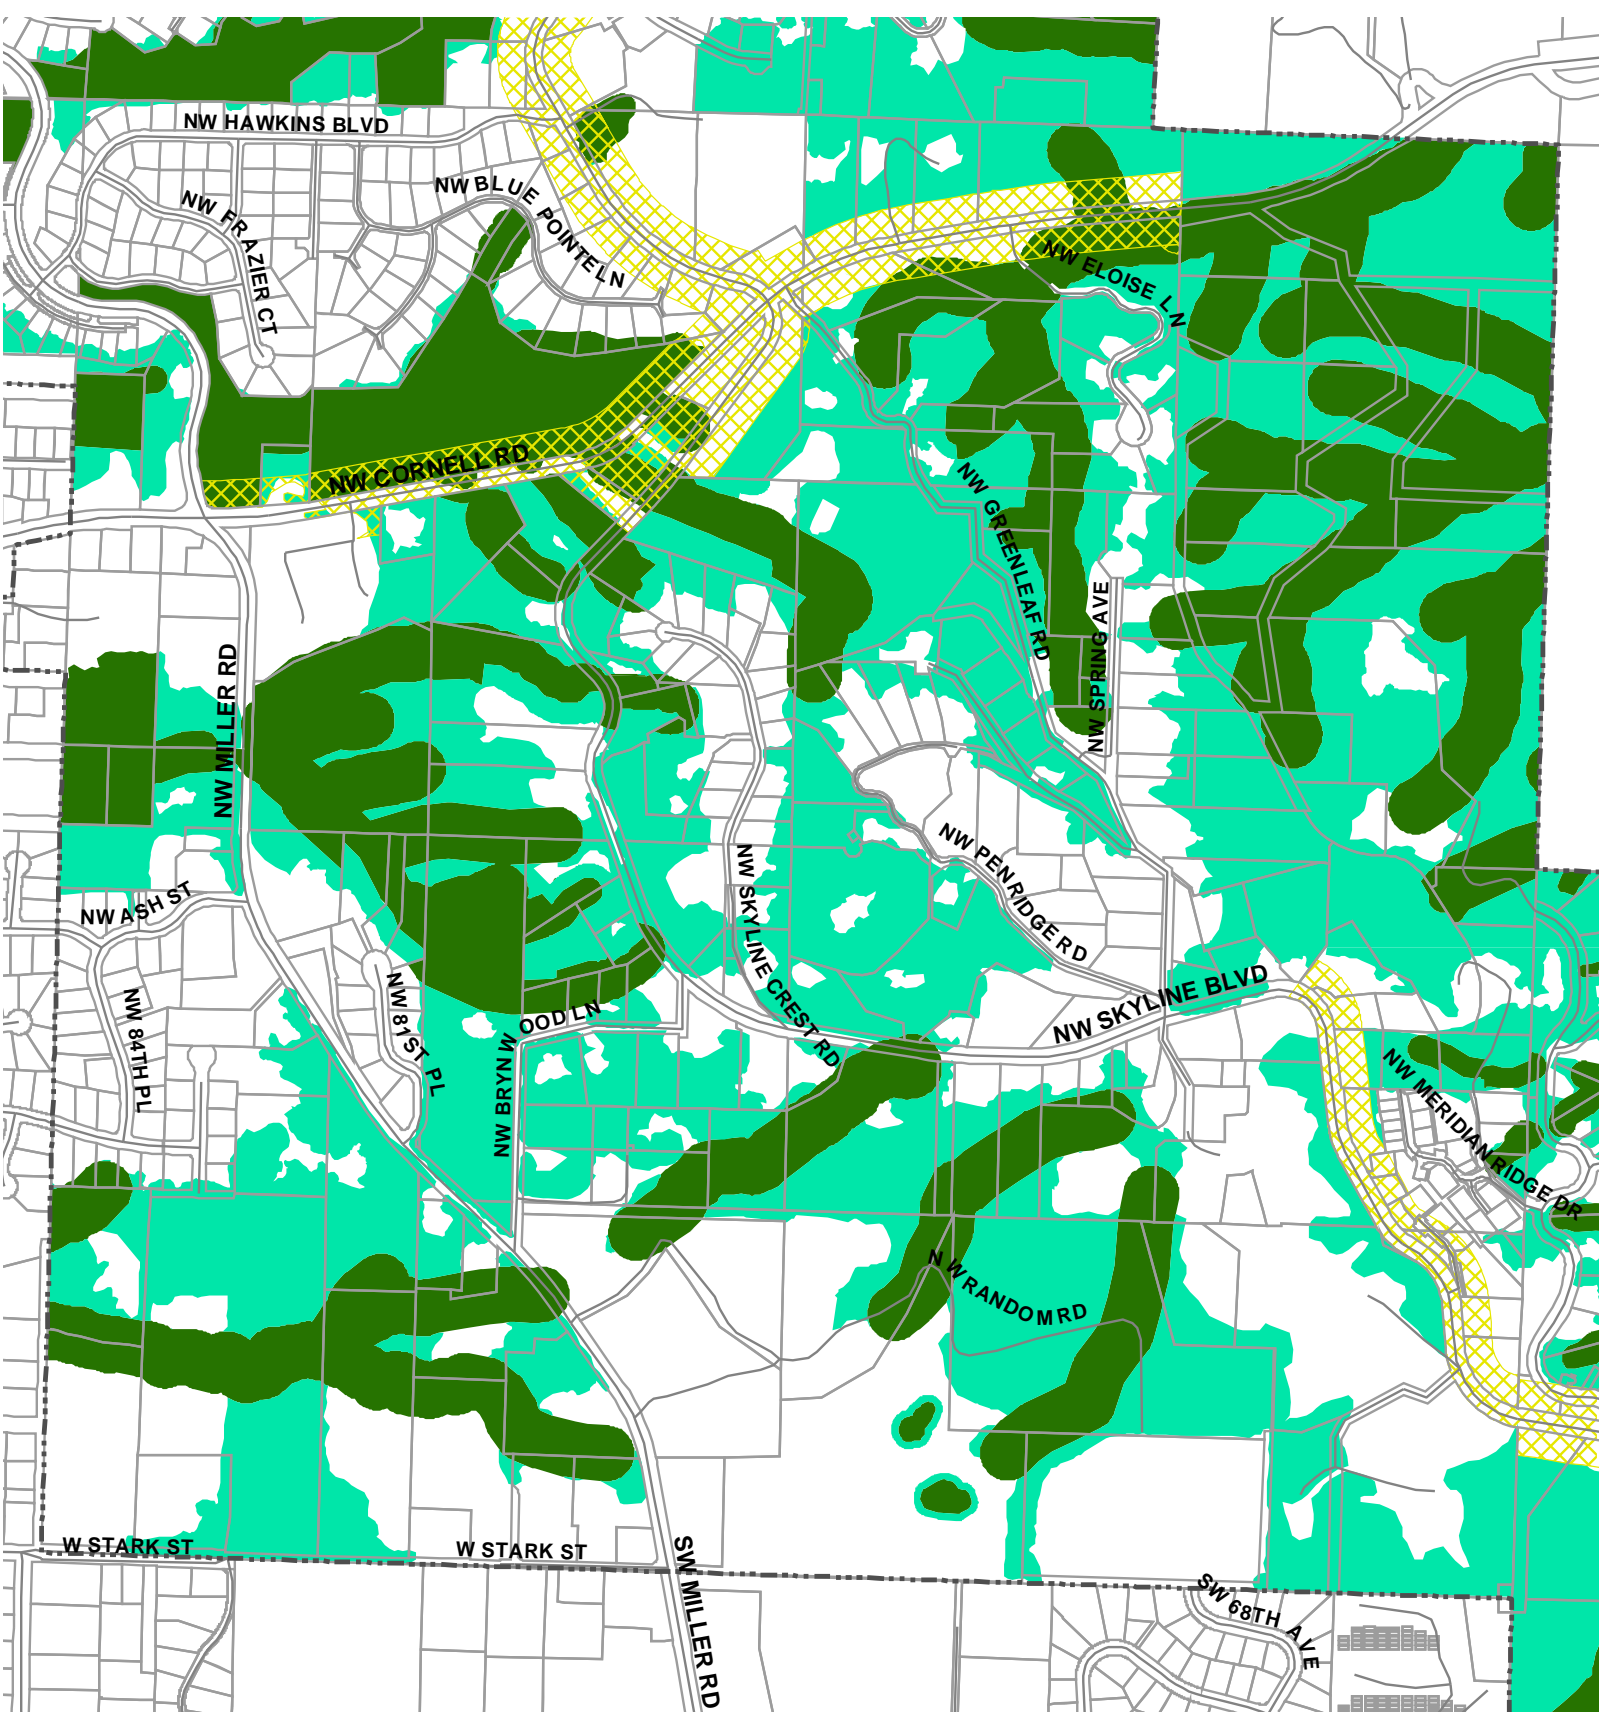 NW HAWKINS BLVD
NW BLUE POINTE LN
NW FRAZIER CT
NW ELOISE LN
NW CORNELL RD
NW GREENLEAF RD
NW SPRING AVE
NW MILLER RD
NW PENRIDGE RD
NW SKYLINE CREST RD
NW ASH ST
NW 84TH PL
NW 81ST PL
NW BRYNWOOD LN
NW SKYLINE BLVD
NW MERIDIAN RIDGE DR
NW RANDOM RD
W STARK ST
W STARK ST
SW MILLER RD
SW 68TH AVE